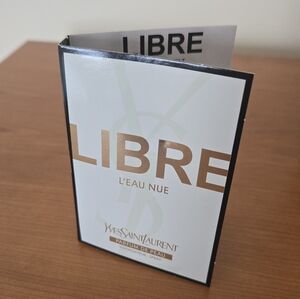 LIBRE
LIBRE
L'EAU NUE
YVESSAINTLAURENT
PARFUM DE PEAU